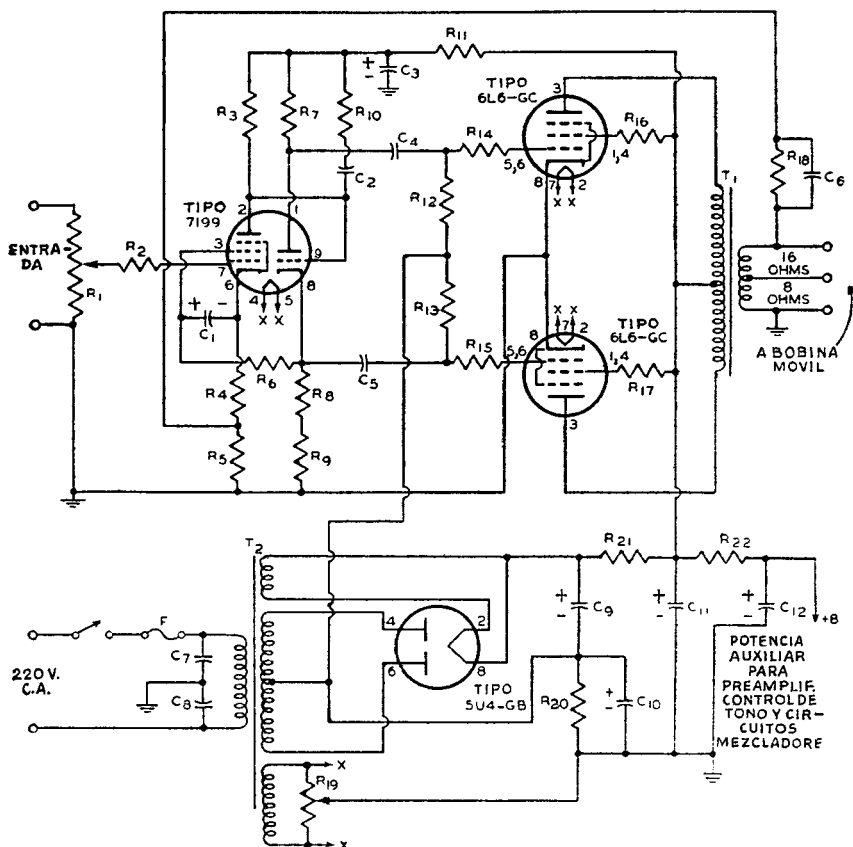 R11
+
-
C3
TIPO
6L6-GC
3
R3
R7
R10
R16
C4
R14
5,6
1,4
8
7
2
X X
R18
C6
T1
C2
R12
TIPO
7199
2
1
ENTRA-
DA
R2
3
7
9
6
4
5
8
X
X
R1
16
OHMS
8
OHMS
+
-
C1
R13
X X
8
7
2
TIPO
6L6-GC
R6
C5
R15
5,6
1,4
R17
A BOBINA
MOVIL
R4
R8
3
R5
R9
T2
R21
R22
F
4
2
+
-
C9
+
-
C11
+
-
C12
+B
220 V.
C.A.
C7
6
8
TIPO
5U4-GB
POTENCIA
AUXILIAR
PARA
PREAMPLIF.
CONTROL DE
TONO Y CIR-
CUITOS
MEZCLADORE
C8
R20
+
-
C10
X
R19
X